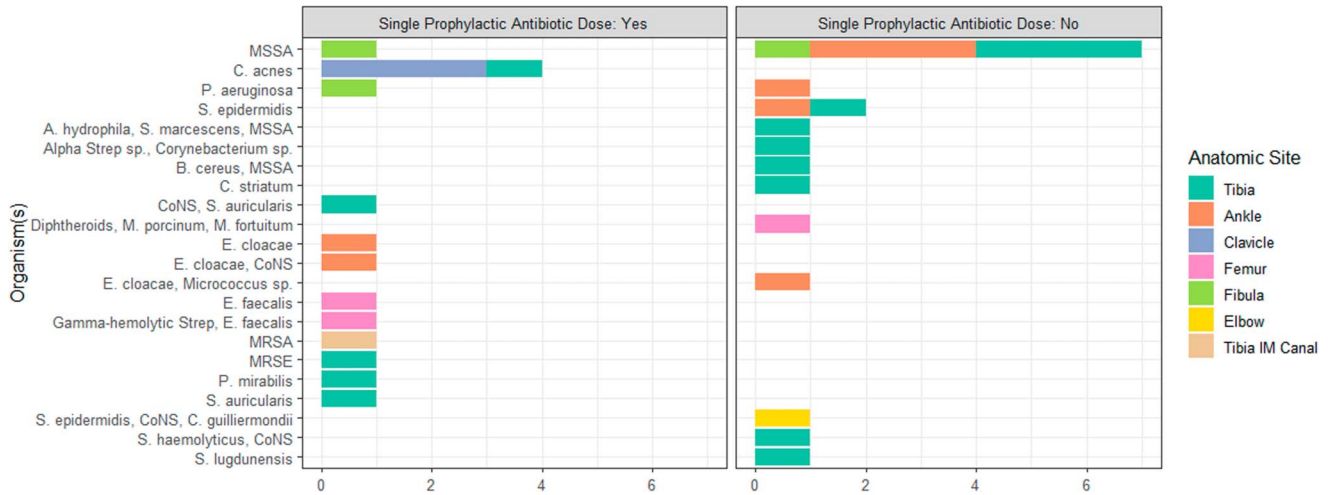 Single Prophylactic Antibiotic Dose: Yes
Single Prophylactic Antibiotic Dose: No
Organism(s)
MSSA
C. acnes
P. aeruginosa
S. epidermidis
A. hydrophila, S. marcescens, MSSA
Alpha Strep sp., Corynebacterium sp.
B. cereus, MSSA
C. striatum
CoNS, S. auricularis
Diphtheroids, M. porcinum, M. fortuitum
E. cloacae
E. cloacae, CoNS
E. cloacae, Micrococcus sp.
E. faecalis
Gamma-hemolytic Strep, E. faecalis
MRSA
MRSE
P. mirabilis
S. auricularis
S. epidermidis, CoNS, C. guilliermondii
S. haemolyticus, CoNS
S. lugdunensis
0 2 4 6
0 2 4 6
Anatomic Site
Tibia
Ankle
Clavicle
Femur
Fibula
Elbow
Tibia IM Canal